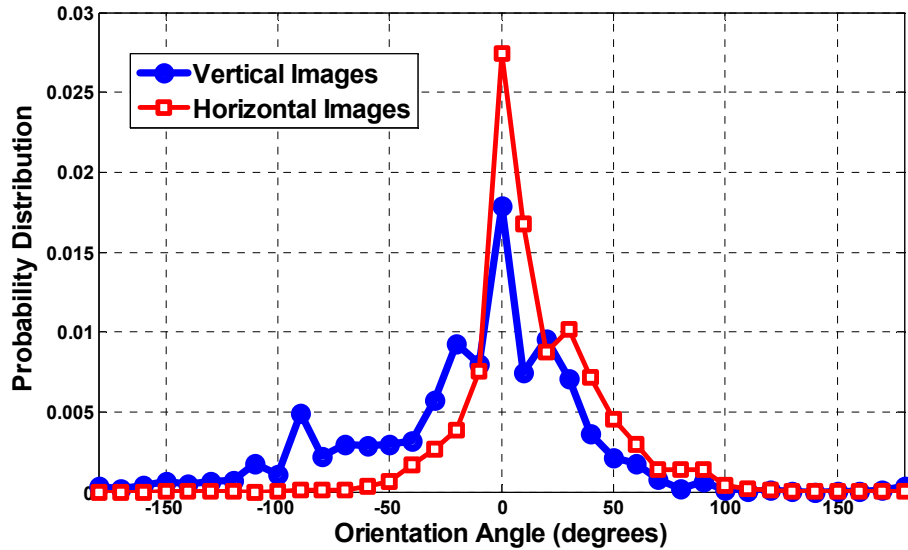 0.03
0.025
0.02
0.015
0.01
0.005
0
Probability Distribution
Vertical Images
Horizontal Images
-150 -100 -50 0 50 100 150
Orientation Angle (degrees)